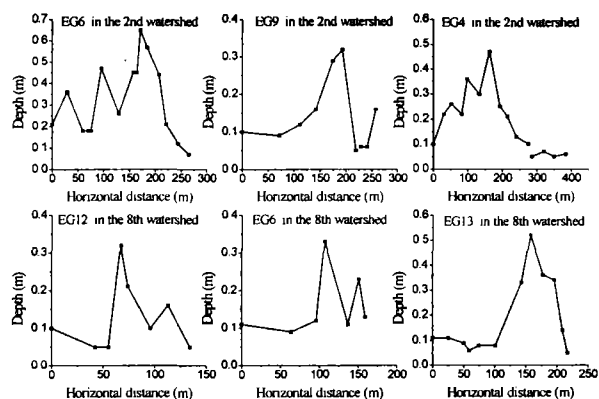 EG6 in the 2nd watershed
Depth (m)
0.7
0.6
0.5
0.4
0.3
0.2
0.1
0.0
0 50 100 150 200 250 300
Horizontal distance (m)
EG9 in the 2nd watershed
Depth (m)
0.4
0.3
0.2
0.1
0.0
0 50 100 150 200 250 300
Horizontal distance (m)
EG4 in the 2nd watershed
Depth (m)
0.6
0.5
0.4
0.3
0.2
0.1
0.0
0 100 200 300 400
Horizontal distance (m)
EG12 in the 8th watershed
Depth (m)
0.4
0.3
0.2
0.1
0.0
0 50 100 150
Horizontal distance (m)
EG6 in the 8th watershed
Depth (m)
0.4
0.3
0.2
0.1
0.0
0 50 100 150 200
Horizontal distance (m)
EG13 in the 8th watershed
Depth (m)
0.6
0.5
0.4
0.3
0.2
0.1
0.0
0 50 100 150 200 250
Horizontal distance (m)